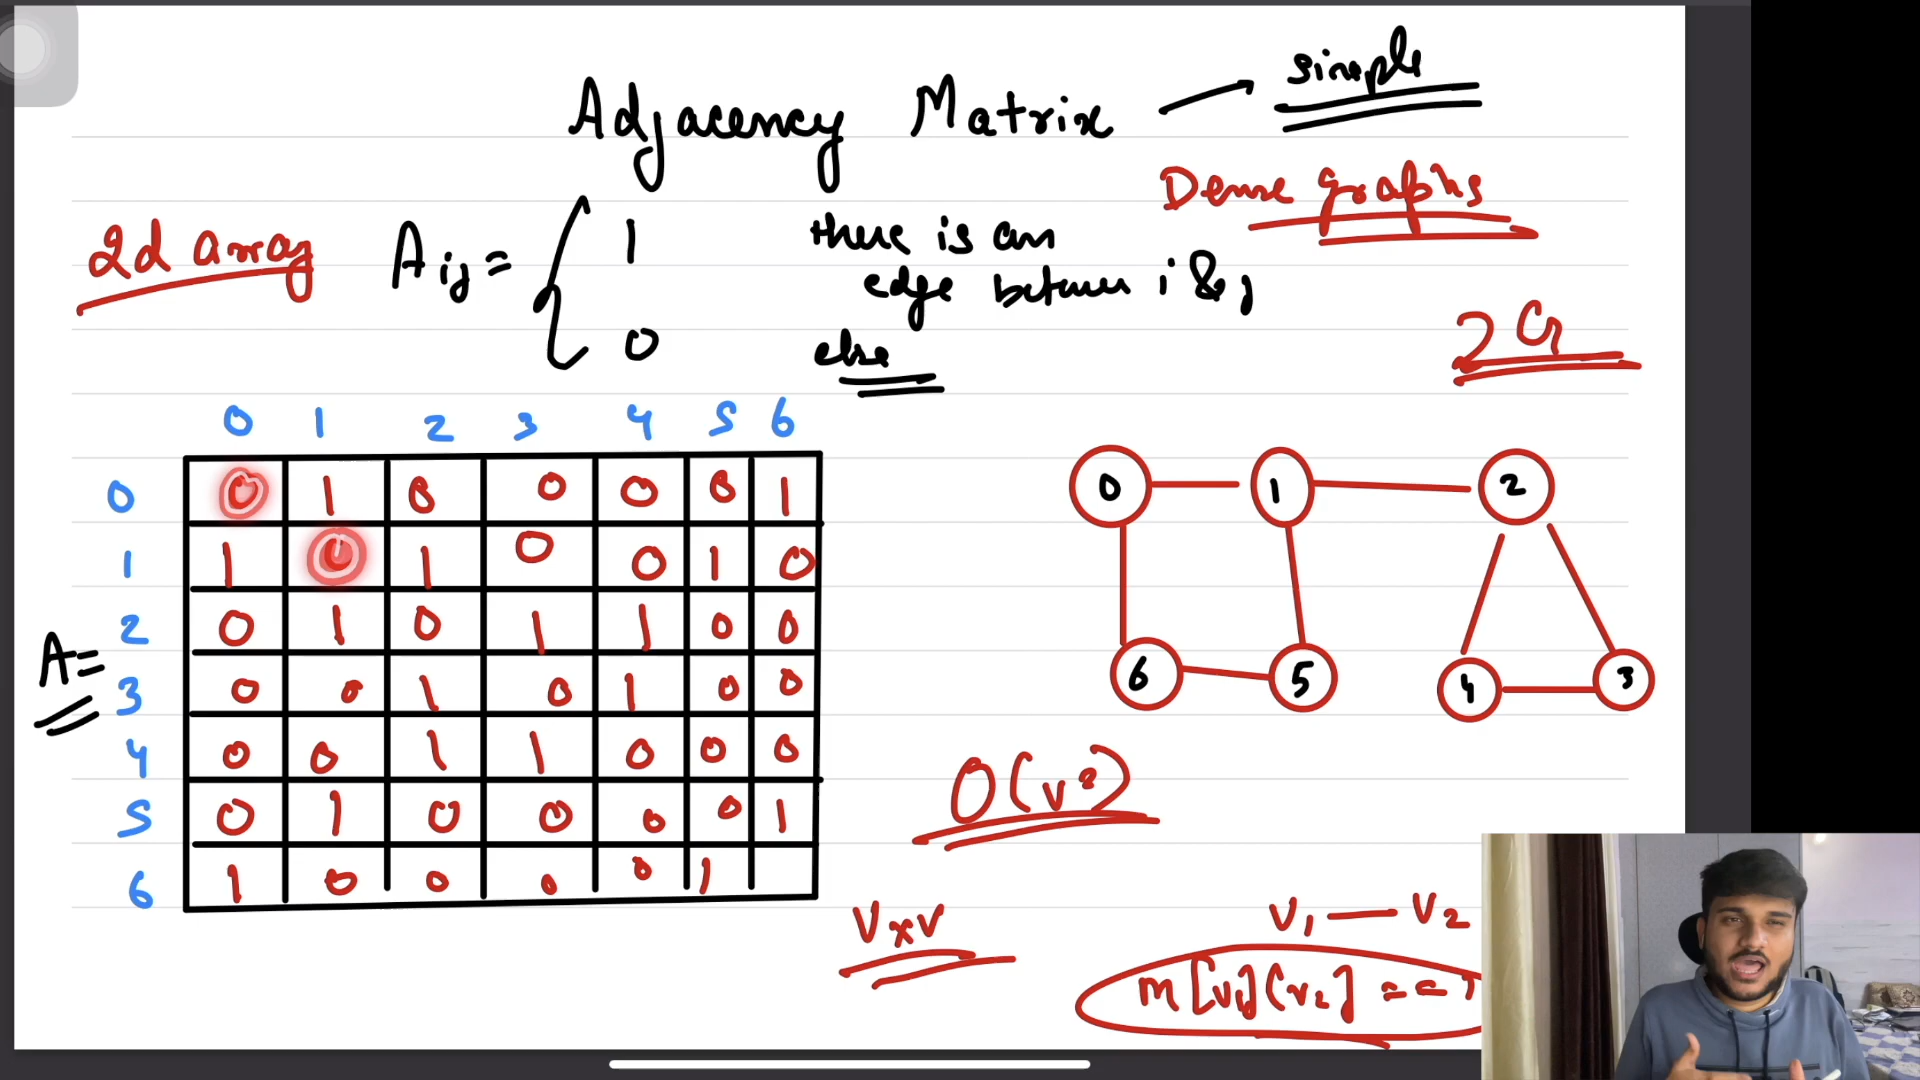 Adjacency Matrix → simple
Dense graphs
2d array
Aij = { 1 there is an
edge between i & j
0 else
0 1 2 3 4 5 6
0 0 1 0 0 0 0 1
1 1 0 1 0 0 1 0
A=
2 0 1 0 1 1 0 0
3 0 0 1 0 1 0 0
4 0 0 1 1 0 0 0
5 0 1 0 0 0 0 1
6 1 0 0 0 0 1
0 1 2
6 5 4 3
O(v²)
V x V
V1 — V2
m[v1][v2] ==